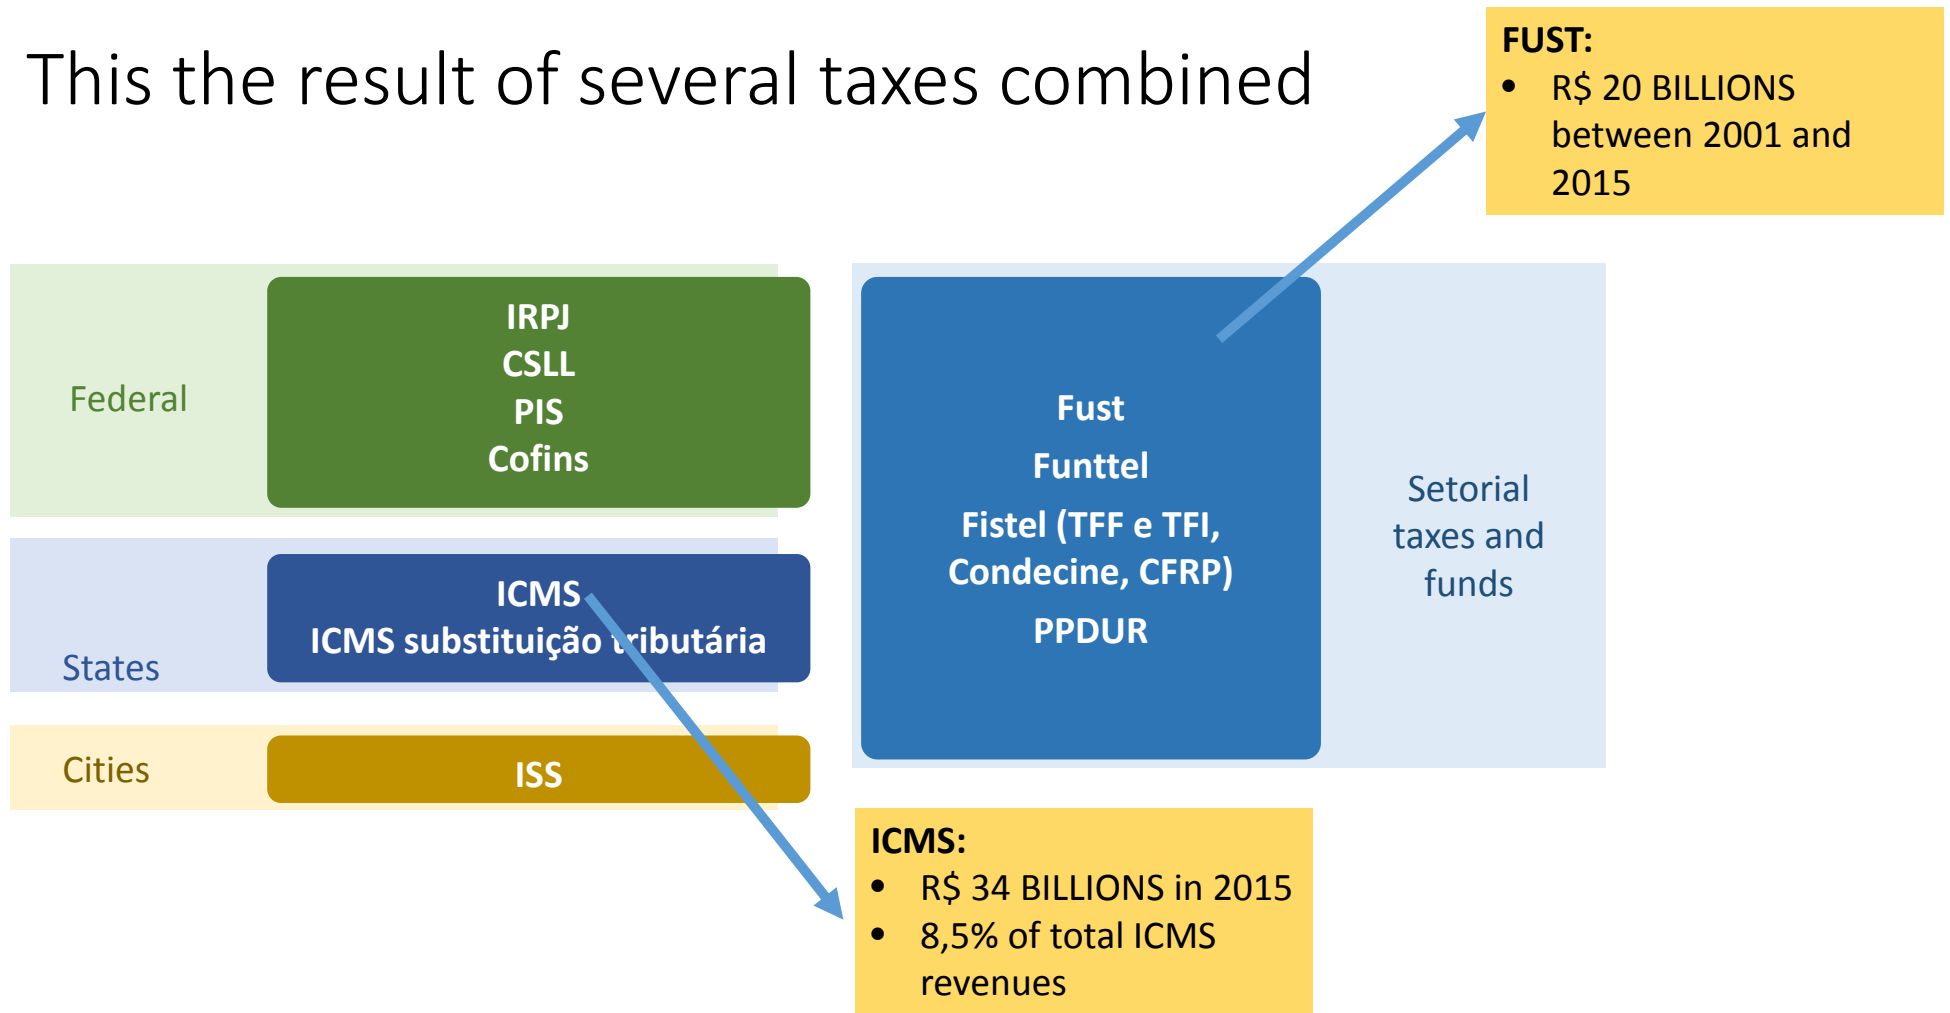 This the result of several taxes combined
FUST:
• R$ 20 BILLIONS
between 2001 and
2015
Federal
IRPJ
CSLL
PIS
Cofins
States
ICMS
ICMS substituição tributária
Cities
ISS
Fust
Funttel
Fistel (TFF e TFI,
Condecine, CFRP)
PPDUR
Setorial
taxes and
funds
ICMS:
• R$ 34 BILLIONS in 2015
• 8,5% of total ICMS
revenues